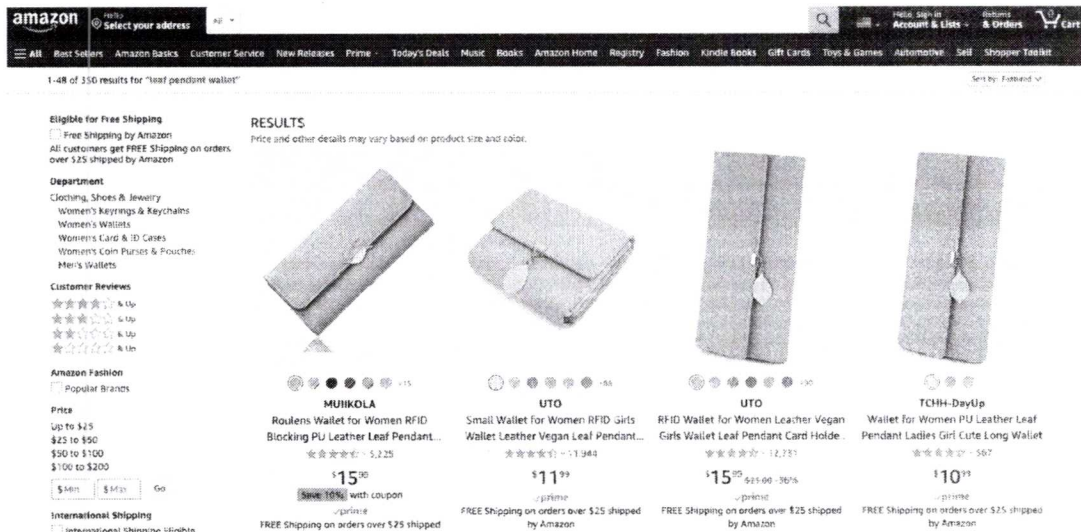 amazon
Hello
Select your address
All
Hello, Sign in
Account & Lists
Returns
& Orders
0
Cart
All Best Sellers Amazon Basics Customer Service New Releases Prime Today's Deals Music Books Amazon Home Registry Fashion Kindle Books Gift Cards Toys & Games Automotive Sell Shopper Toolkit
1-48 of 350 results for "leaf pendant wallet"
Sort by: Featured
Eligible for Free Shipping
Free Shipping by Amazon
All customers get FREE Shipping on orders
over $25 shipped by Amazon
Department
Clothing, Shoes & Jewelry
Women's Keyrings & Keychains
Women's Wallets
Women's Card & ID Cases
Women's Coin Purses & Pouches
Men's Wallets
Customer Reviews
& Up
& Up
& Up
& Up
Amazon Fashion
Popular Brands
Price
Up to $25
$25 to $50
$50 to $100
$100 to $200
$ Min $ Max Go
International Shipping
International Shipping Eligible
RESULTS
Price and other details may vary based on product size and color.
+15
MUIIKOLA
Roulens Wallet for Women RFID
Blocking PU Leather Leaf Pendant...
5,225
$15
Save 10% with coupon
prime
FREE Shipping on orders over $25 shipped
UTO
Small Wallet for Women RFID Girls
Wallet Leather Vegan Leaf Pendant...
11,944
$11 99
prime
FREE Shipping on orders over $25 shipped
by Amazon
UTO
RFID Wallet for Women Leather Vegan
Girls Wallet Leaf Pendant Card Holde
$15
prime
FREE Shipping on orders over $25 shipped
by Amazon
TCHH-DayUp
Wallet for Women PU Leather Leaf
Pendant Ladies Girl Cute Long Wallet
567
$10
prime
FREE Shipping on orders over $25 shipped
by Amazon